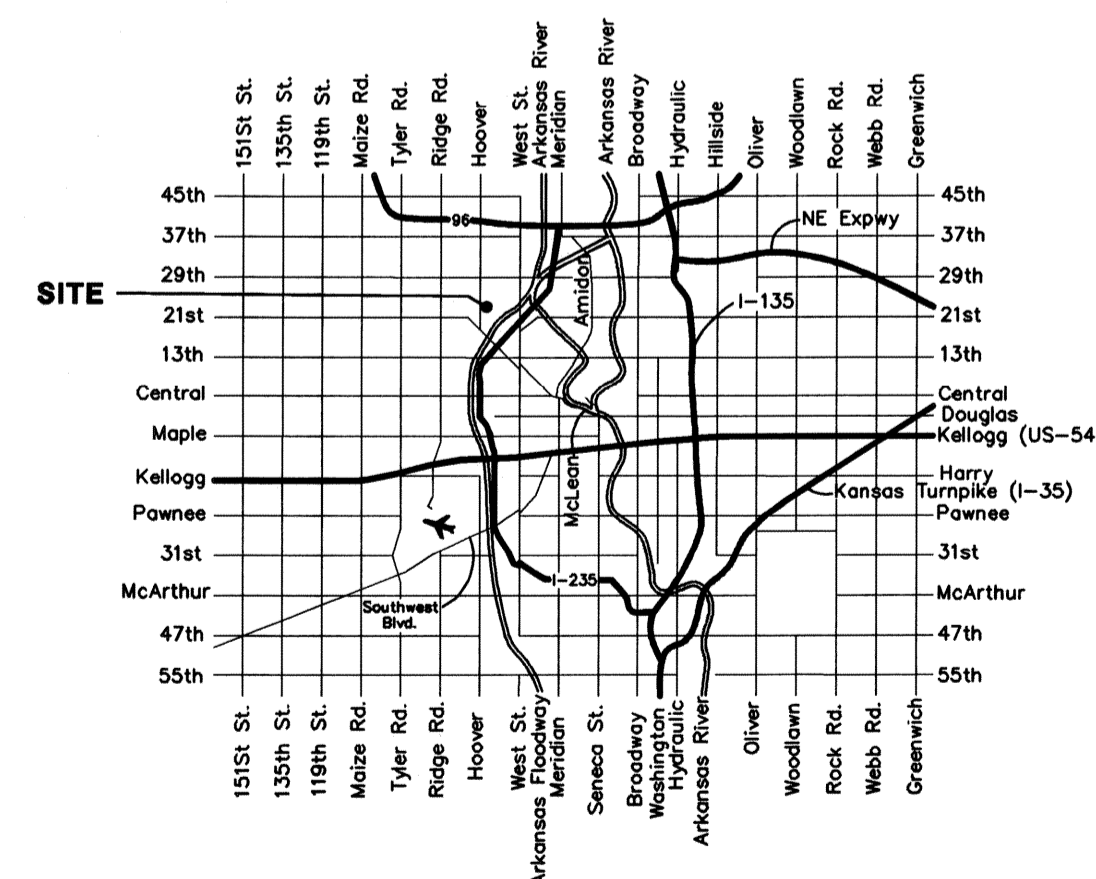 151St St.
135th St.
119th St.
Maize Rd.
Tyler Rd.
Ridge Rd.
Hoover
West St.
Arkansas River
Meridian
Arkansas River
Broadway
Hydraulic
Hillside
Oliver
Woodlawn
Rock Rd.
Webb Rd.
Greenwich
45th
45th
96
NE Expwy
37th
37th
29th
29th
Amidon
SITE
I-135
21st
21st
13th
13th
Central
Central
Douglas
Maple
Kellogg (US-54
Kellogg
Harry
Kansas Turnpike (I-35)
McLean
Pawnee
Pawnee
31st
31st
I-235
McArthur
McArthur
Southwest
Blvd.
47th
47th
55th
55th
151St St.
135th St.
119th St.
Maize Rd.
Tyler Rd.
Ridge Rd.
Hoover
West St.
Arkansas Floodway
Meridian
Seneca St.
Broadway
Washington
Hydraulic
Arkansas River
Oliver
Woodlawn
Rock Rd.
Webb Rd.
Greenwich